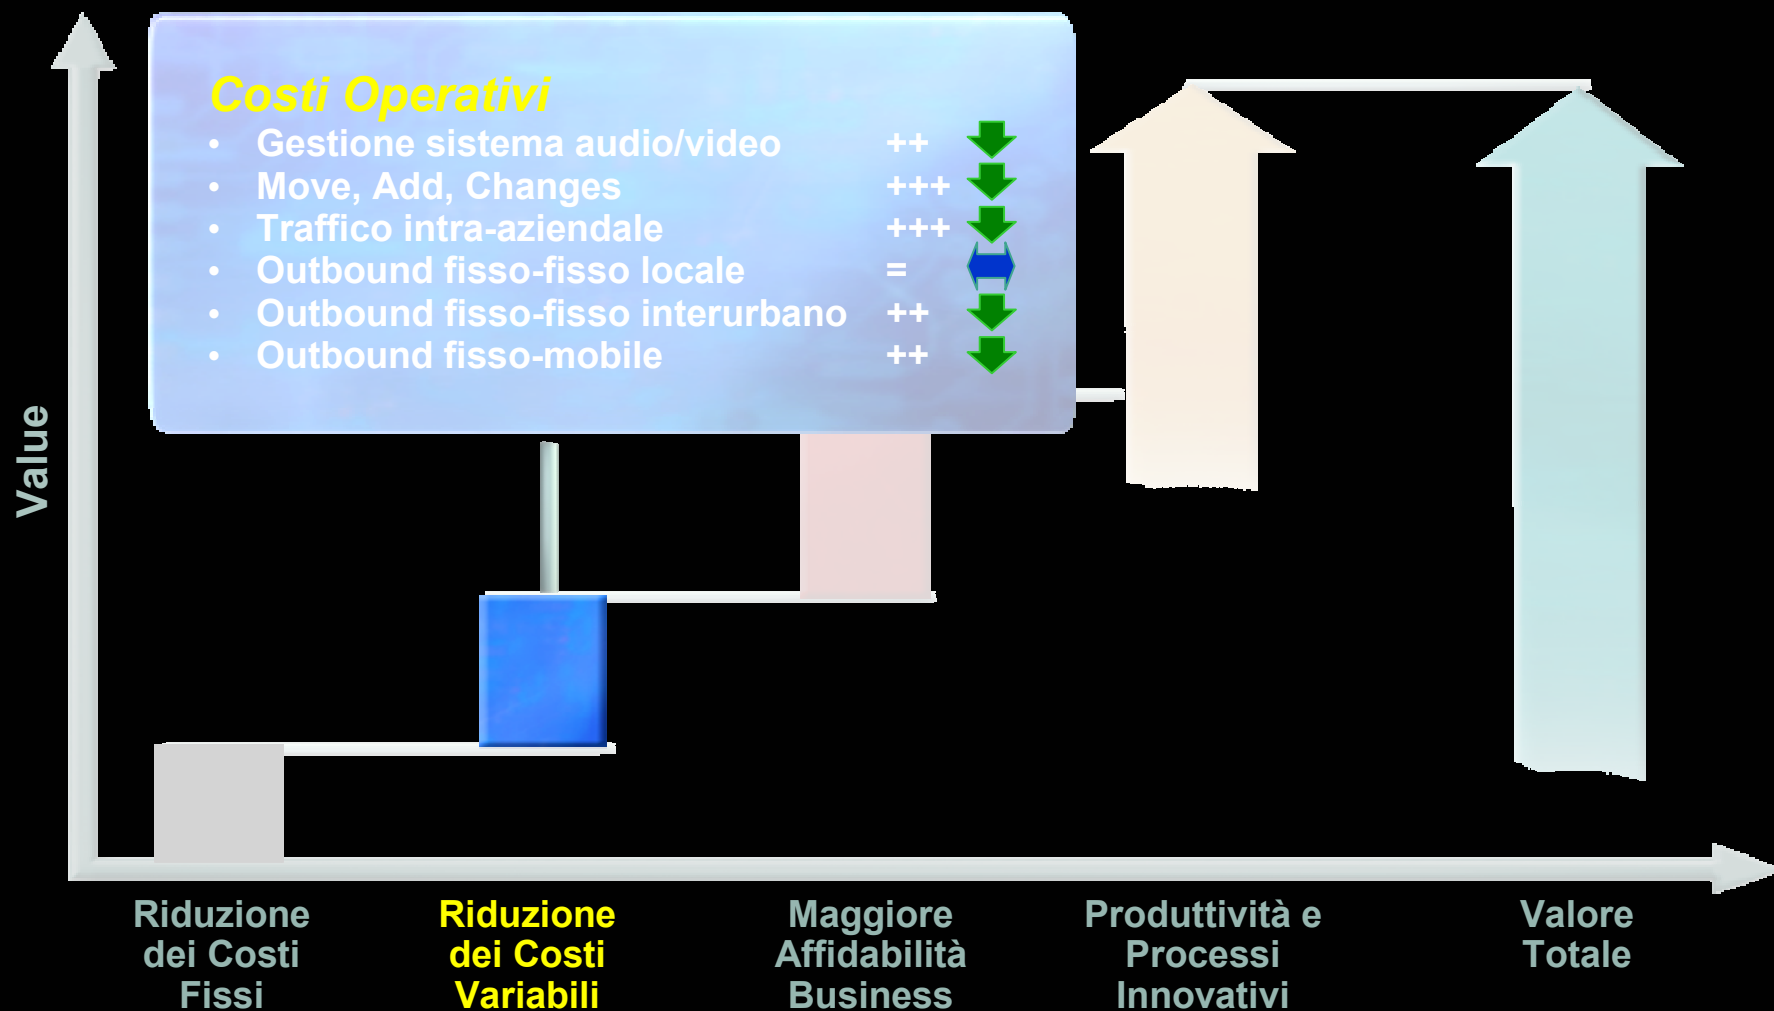 Costi Operativi
• Gestione sistema audio/video ++
• Move, Add, Changes +++
• Traffico intra-aziendale +++
• Outbound fisso-fisso locale =
• Outbound fisso-fisso interurbano ++
• Outbound fisso-mobile ++
Value
Riduzione
dei Costi
Fissi
Riduzione
dei Costi
Variabili
Maggiore
Affidabilità
Business
Produttività e
Processi
Innovativi
Valore
Totale